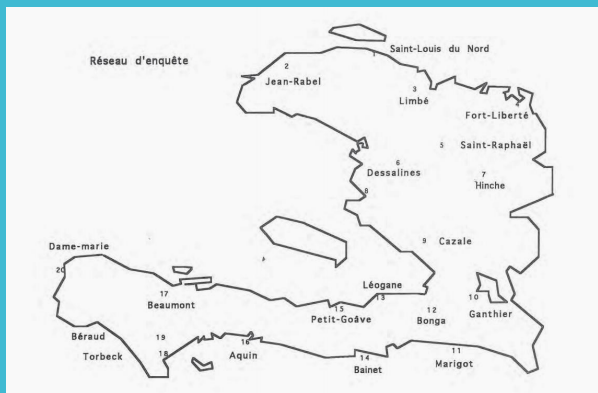 Réseau d'enquête
Saint-Louis du Nord
1
2
Jean-Rabel
3
Limbé
4
Fort-Liberté
5
Saint-Raphaël
6
Dessalines
7
Hinche
8
9
Cazale
Dame-marie
20
17
Beaumont
Léogane
13
10
Ganthier
15
Petit-Goâve
12
Bonga
Béraud
19
Torbeck
18
16
Aquin
14
Bainet
11
Marigot